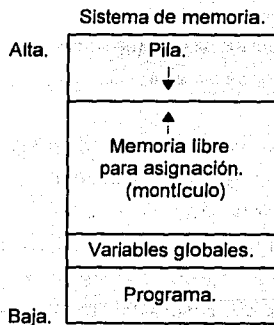 Sistema de memoria.
Alta.
Pila.
Memoria libre
para asignación.
(montículo)
Variables globales.
Programa.
Baja.